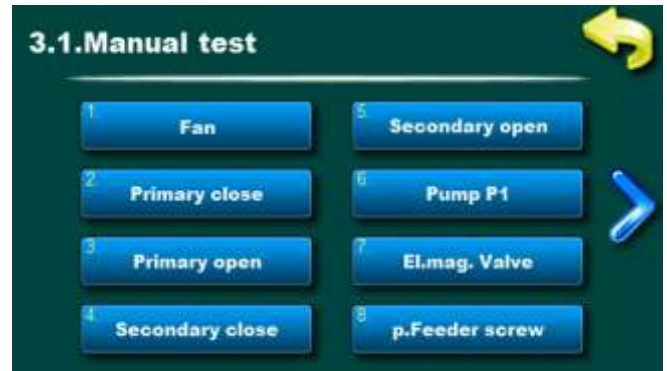 3.1.Manual test
1.
Fan
2.
Primary close
3
Primary open
4
Secondary close
5.
Secondary open
6
Pump P1
7
El.mag. Valve
8
p.Feeder screw